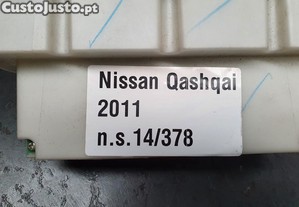 CustoJusto.pt
Nissan Qashqai
2011
n.s.14/378